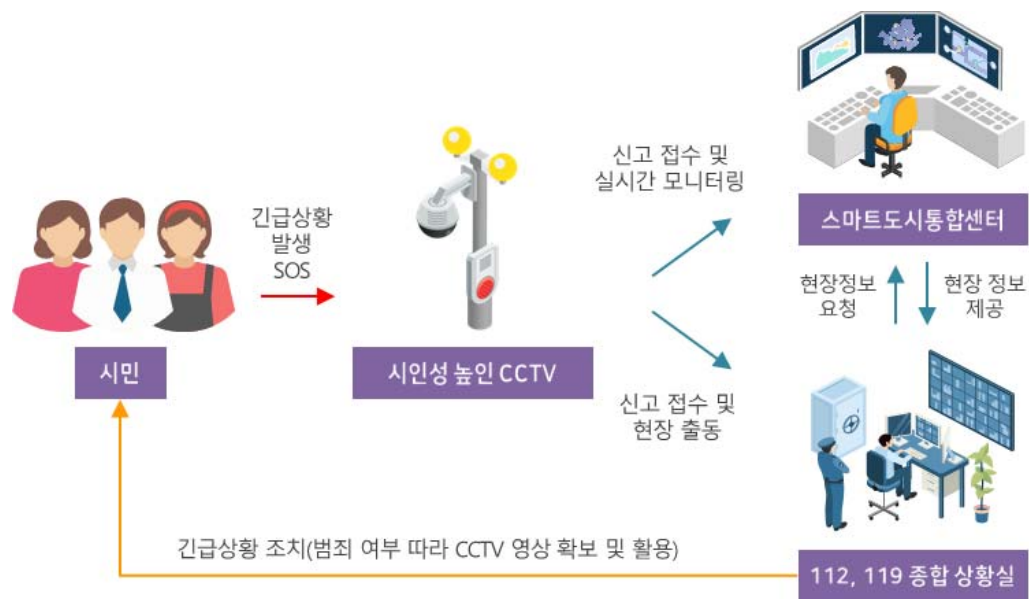 긴급상황
발생
SOS
시민
시인성 높인 CCTV
신고 접수 및
실시간 모니터링
스마트도시통합센터
현장정보
요청
현장 정보
제공
신고 접수 및
현장 출동
긴급상황 조치(범죄 여부 따라 CCTV 영상 확보 및 활용)
112, 119 종합 상황실